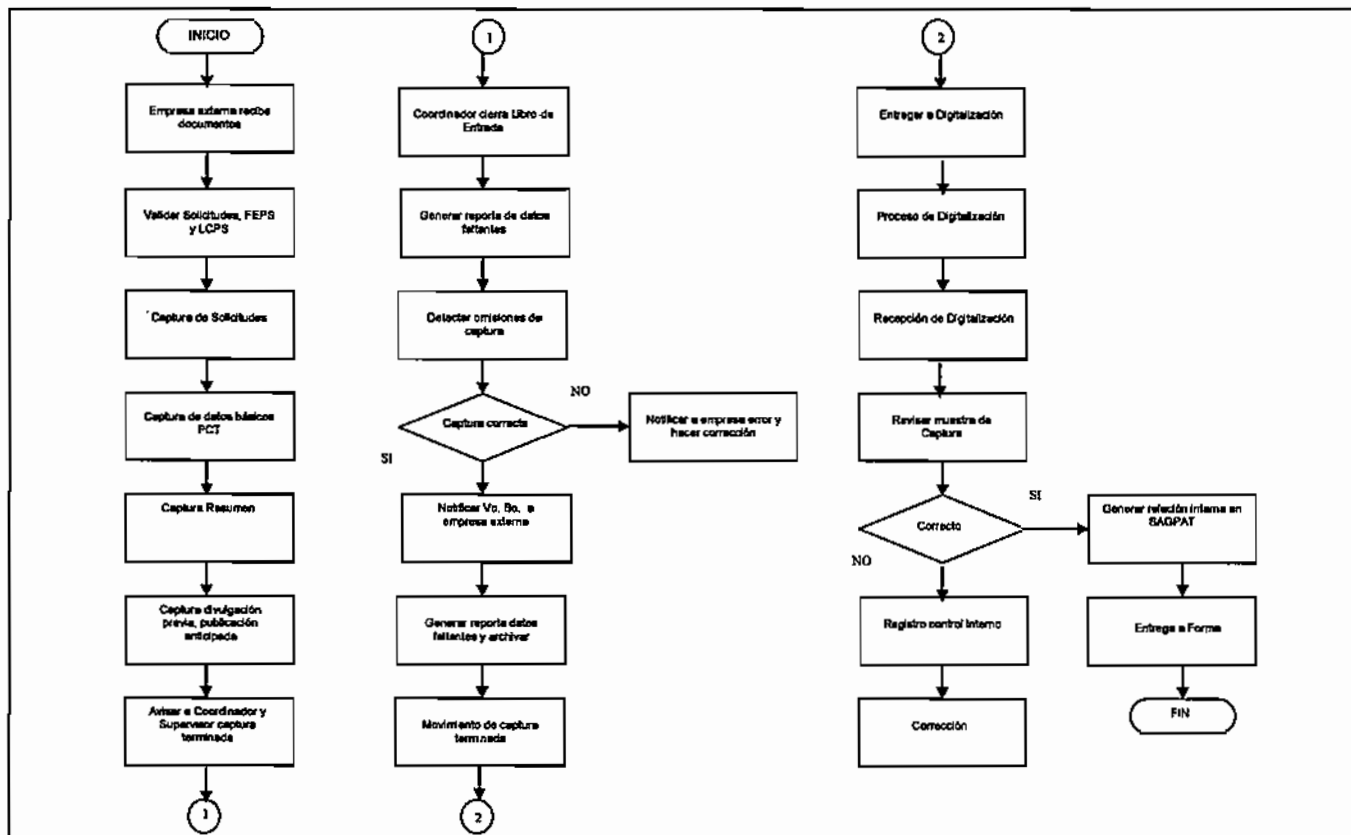 INICIO
Empresa externa recibe
documentos
Validar Solicitudes, FEPS
y LCPS
Captura de Solicitudes
Captura de datos básicos
PCT
Captura Resumen
Captura divulgación
previa, publicación
anticipada
Avisar a Coordinador y
Supervisor captura
terminada
1
1
Coordinador cierra Libro de
Entrada
Generar reporte de datos
faltantes
Detectar omisiones de
captura
Captura correcta
NO
Notificar a empresa error y
hacer corrección
SI
Notificar Vo. Bo. a
empresa externa
Generar reporte datos
faltantes y archivar
Movimiento de captura
terminada
2
2
Entregar a Digitalización
Proceso de Digitalización
Recepción de Digitalización
Revisar muestra de
Captura
Correcto
SI
Generar relación interna en
SAGPAT
NO
Registro control interno
Entrega a Forma
Corrección
FIN